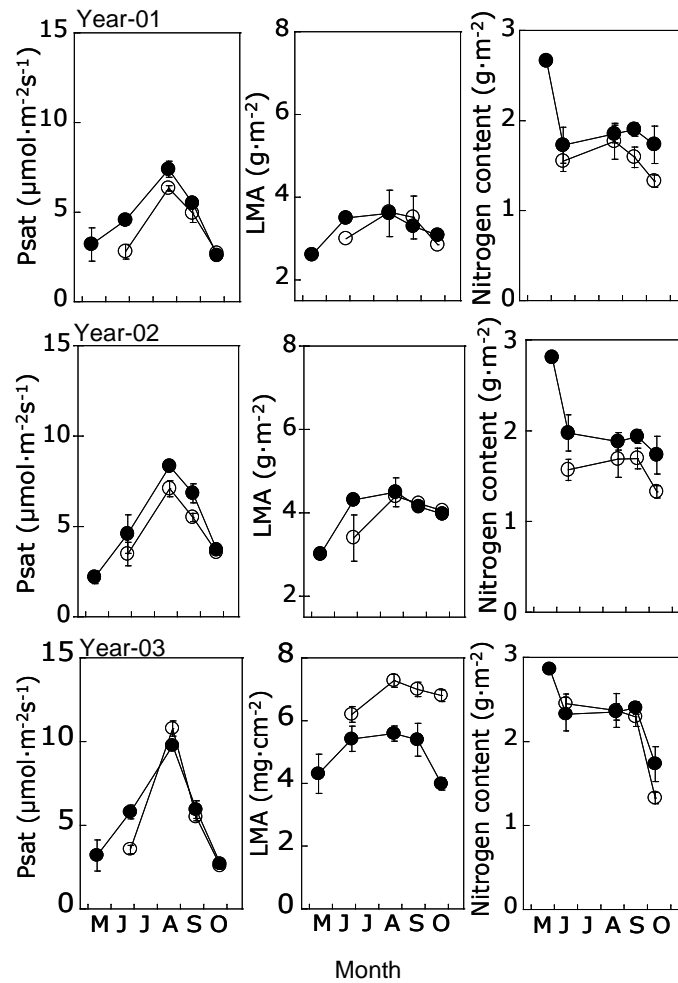 Year-01
15
10
5
0
Psat (μmol·m-2s-1)
8
6
4
2
LMA (g·m-2)
3
2
1
0
Nitrogen content (g·m-2)
Year-02
15
10
5
0
Psat (μmol·m-2s-1)
8
6
4
2
LMA (g·m-2)
3
2
1
0
Nitrogen content (g·m-2)
Year-03
15
10
5
0
Psat (μmol·m-2s-1)
8
6
4
2
0
LMA (mg·cm-2)
3
2
1
0
Nitrogen content (g·m-2)
M J J A S O
M J J A S O
M J J A S O
Month